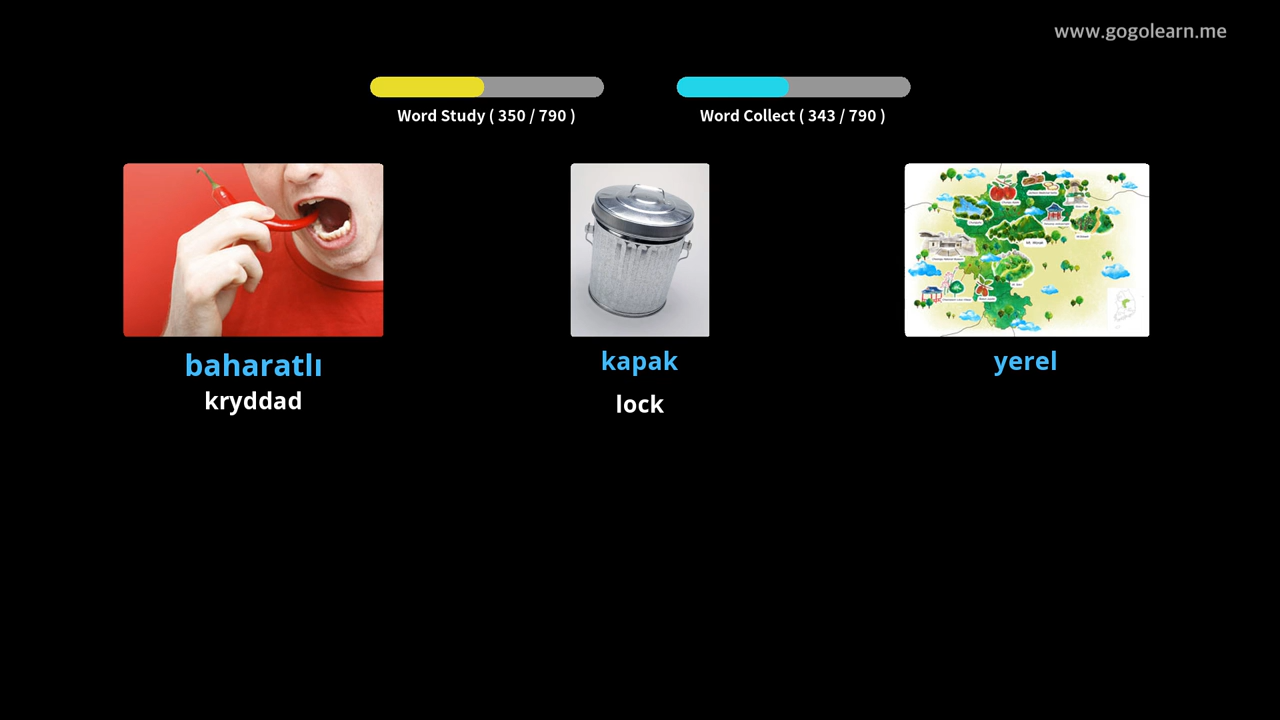 www.gogolearn.me
Word Study ( 350 / 790 )
Word Collect ( 343 / 790 )
baharatlı
kryddad
kapak
lock
yerel